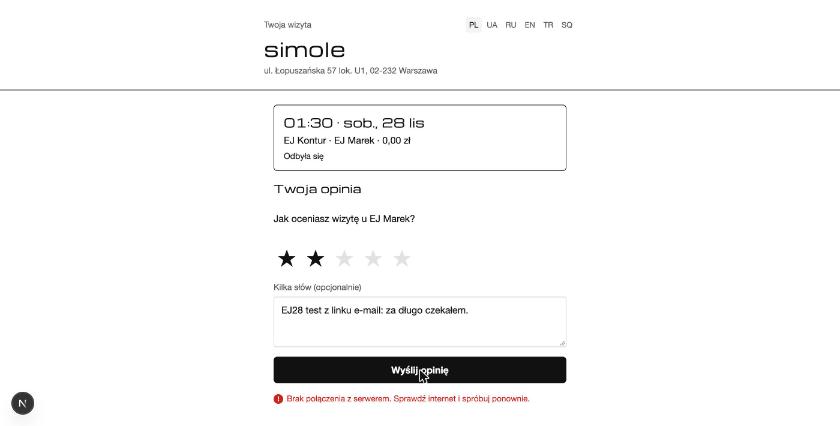 Twoja wizyta
PL UA RU EN TR SQ
simole
ul. Łopuszańska 57 lok. U1, 02-232 Warszawa
01:30 · sob., 28 lis
EJ Kontur · EJ Marek · 0,00 zł
Odbyła się
Twoja opinia
Jak oceniasz wizytę u EJ Marek?
Kilka słów (opcjonalnie)
EJ28 test z linku e-mail: za długo czekałem.
Wyślij opinię
Brak połączenia z serwerem. Sprawdź internet i spróbuj ponownie.
N